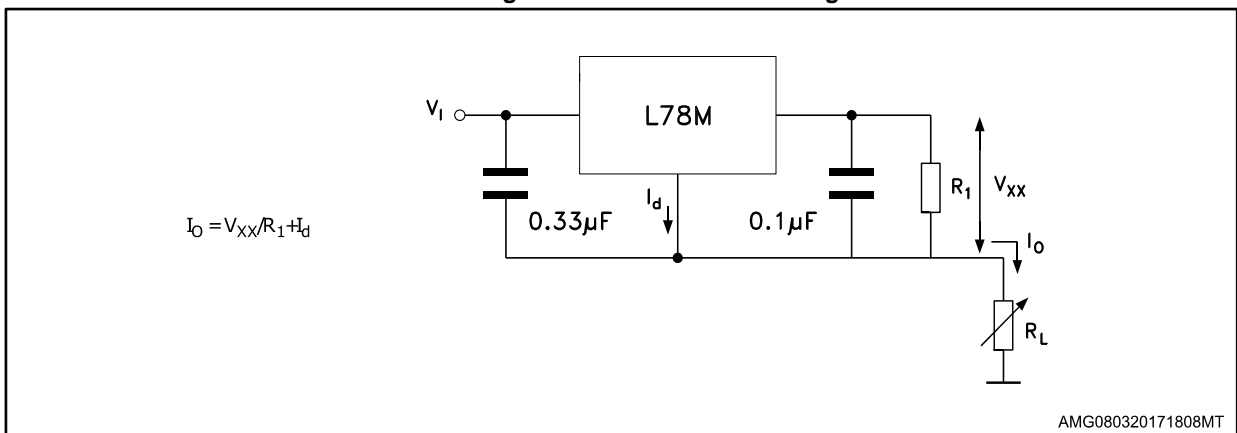 V_I
L78M
I_d
0.33µF
0.1µF
R_1
V_XX
I_O = V_XX/R_1+I_d
I_O
R_L
AMG080320171808MT